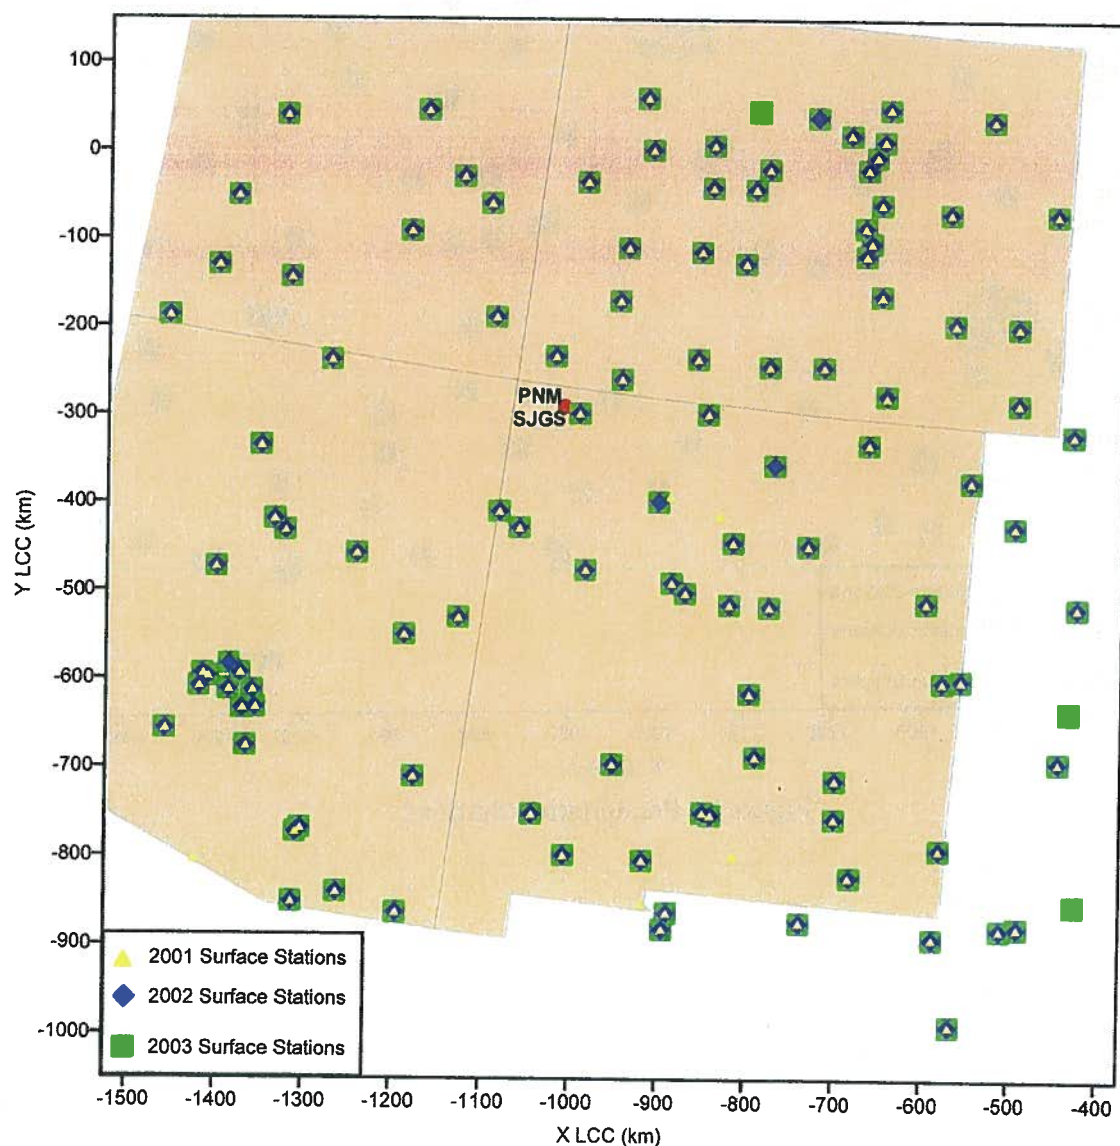 100
0
-100
-200
-300
-400
-500
-600
-700
-800
-900
-1000
Y LCC (km)
PNM
SJGS
2001 Surface Stations
2002 Surface Stations
2003 Surface Stations
-1500 -1400 -1300 -1200 -1100 -1000 -900 -800 -700 -600 -500 -400
X LCC (km)